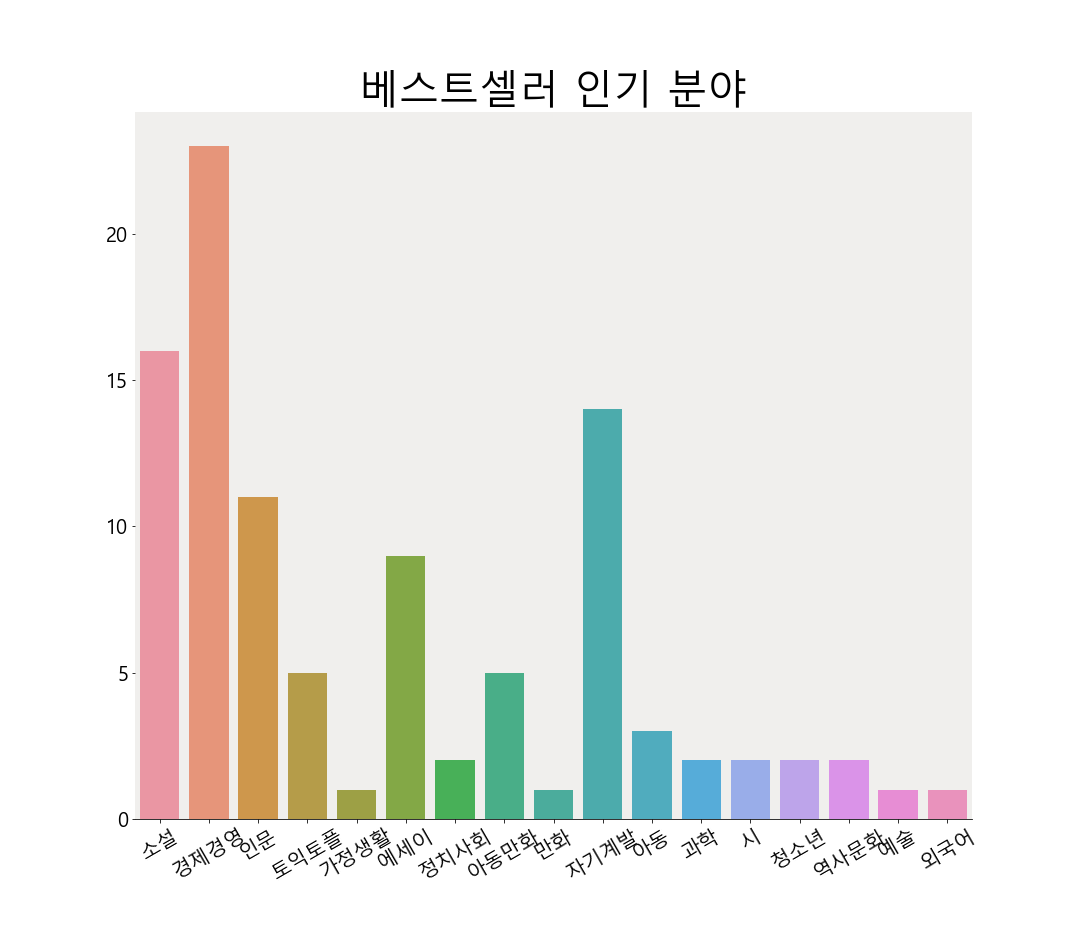 베스트셀러 인기 분야
20
15
10
5
0
소설
경제경영
인문
토익토플
가정생활
에세이
정치사회
아동만화
만화
자기계발
아동
과학
시
청소년
역사문화
예술
외국어